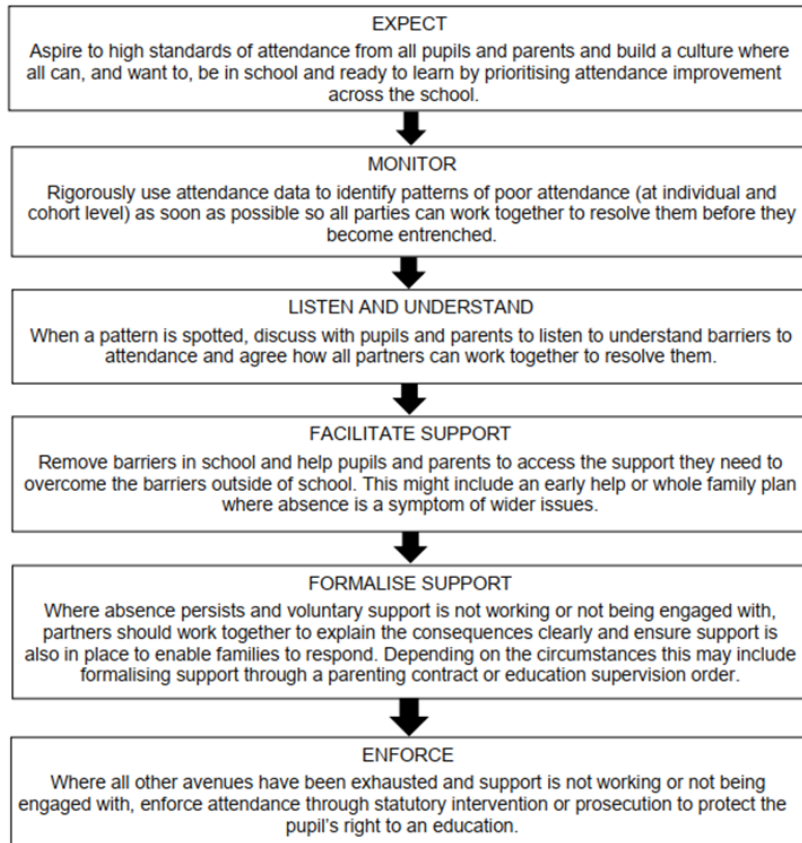 EXPECT
Aspire to high standards of attendance from all pupils and parents and build a culture where
all can, and want to, be in school and ready to learn by prioritising attendance improvement
across the school.
MONITOR
Rigorously use attendance data to identify patterns of poor attendance (at individual and
cohort level) as soon as possible so all parties can work together to resolve them before they
become entrenched.
LISTEN AND UNDERSTAND
When a pattern is spotted, discuss with pupils and parents to listen to understand barriers to
attendance and agree how all partners can work together to resolve them.
FACILITATE SUPPORT
Remove barriers in school and help pupils and parents to access the support they need to
overcome the barriers outside of school. This might include an early help or whole family plan
where absence is a symptom of wider issues.
FORMALISE SUPPORT
Where absence persists and voluntary support is not working or not being engaged with,
partners should work together to explain the consequences clearly and ensure support is
also in place to enable families to respond. Depending on the circumstances this may include
formalising support through a parenting contract or education supervision order.
ENFORCE
Where all other avenues have been exhausted and support is not working or not being
engaged with, enforce attendance through statutory intervention or prosecution to protect the
pupil's right to an education.